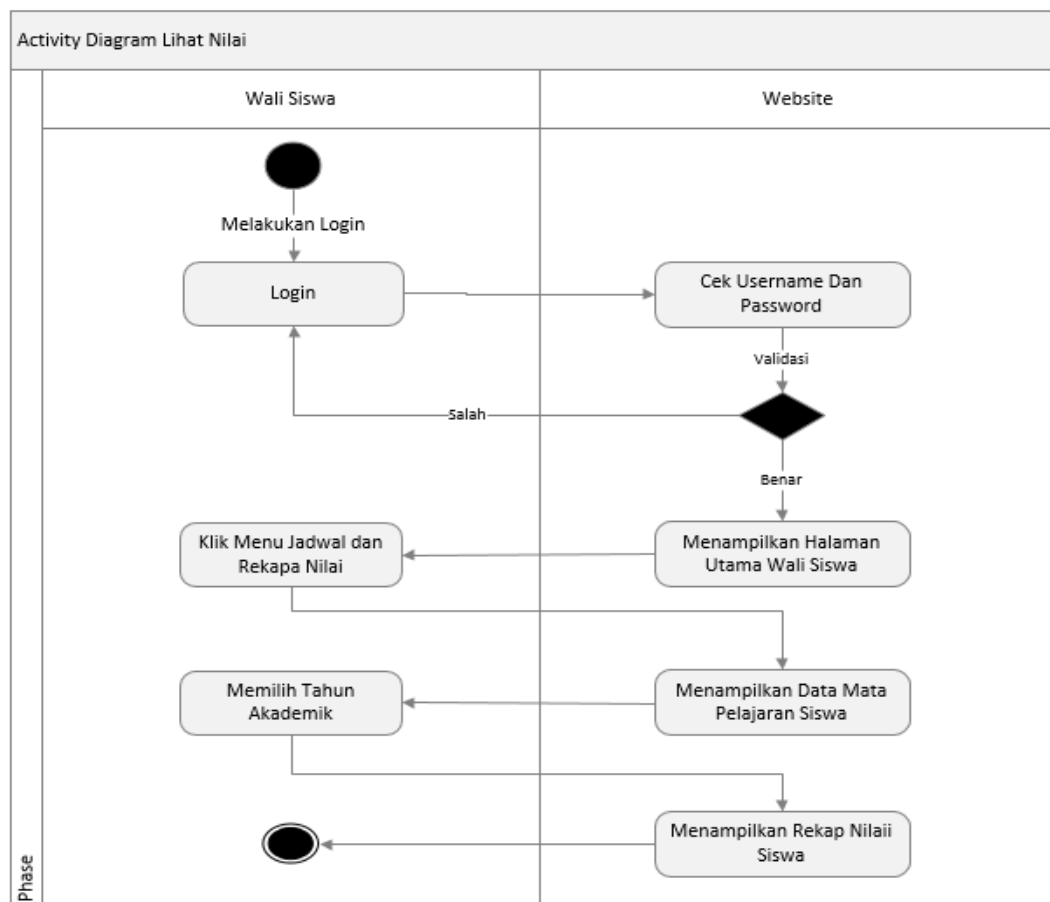 Activity Diagram Lihat Nilai
Wali Siswa
Website
Melakukan Login
Login
Cek Username Dan
Password
Validasi
Salah
Benar
Klik Menu Jadwal dan
Rekapa Nilai
Menampilkan Halaman
Utama Wali Siswa
Memilih Tahun
Akademik
Menampilkan Data Mata
Pelajaran Siswa
Menampilkan Rekap Nilaii
Siswa
Phase